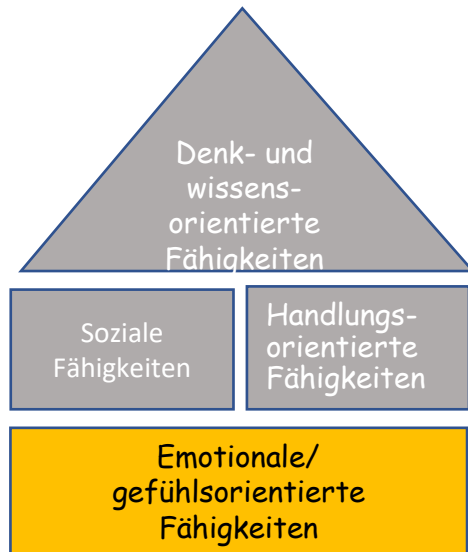 Denk- und
wissens-
orientierte
Fähigkeiten
Soziale
Fähigkeiten
Handlungs-
orientierte
Fähigkeiten
Emotionale/
gefühlsorientierte
Fähigkeiten